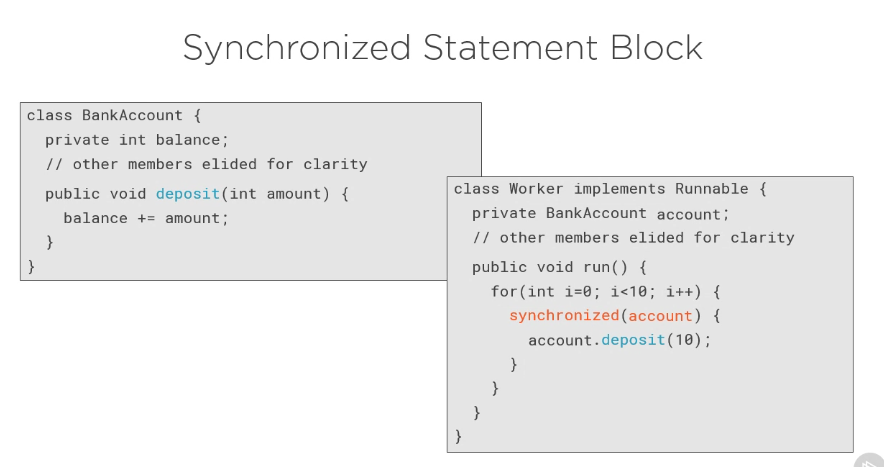 Synchronized Statement Block
class BankAccount {
  private int balance;
  // other members elided for clarity
  public void deposit(int amount) {
    balance += amount;
  }
}
class Worker implements Runnable {
  private BankAccount account;
  // other members elided for clarity
  public void run() {
    for(int i=0; i<10; i++) {
      synchronized(account) {
        account.deposit(10);
      }
    }
  }
}